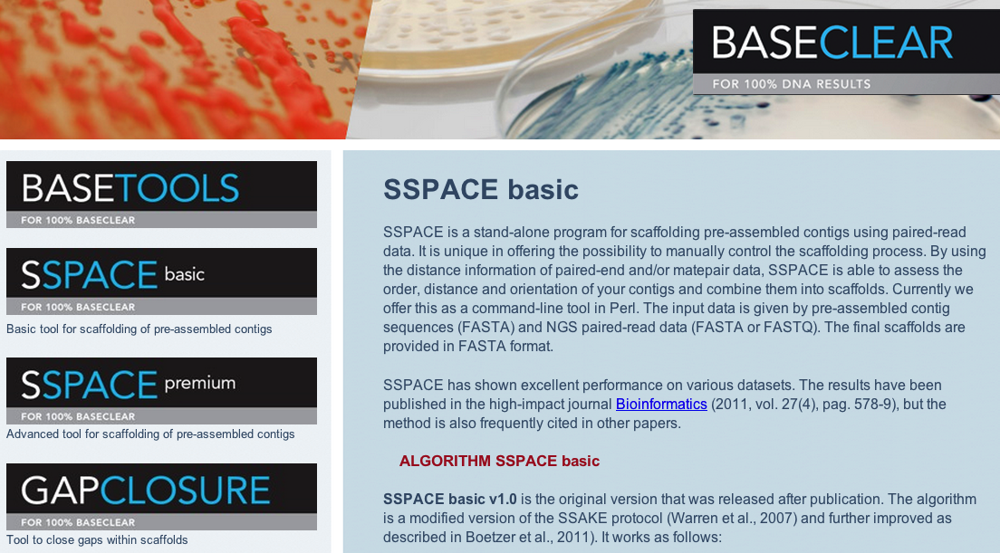 BASECLEAR
FOR 100% DNA RESULTS
BASETOOLS
FOR 100% BASECLEAR
SSPACE basic
FOR 100% BASECLEAR
Basic tool for scaffolding of pre-assembled contigs
SSPACE premium
FOR 100% BASECLEAR
Advanced tool for scaffolding of pre-assembled contigs
GAPCLOSURE
FOR 100% BASECLEAR
Tool to close gaps within scaffolds
SSPACE basic
SSPACE is a stand-alone program for scaffolding pre-assembled contigs using paired-read
data. It is unique in offering the possibility to manually control the scaffolding process. By using
the distance information of paired-end and/or matepair data, SSPACE is able to assess the
order, distance and orientation of your contigs and combine them into scaffolds. Currently we
offer this as a command-line tool in Perl. The input data is given by pre-assembled contig
sequences (FASTA) and NGS paired-read data (FASTA or FASTQ). The final scaffolds are
provided in FASTA format.
SSPACE has shown excellent performance on various datasets. The results have been
published in the high-impact journal Bioinformatics (2011, vol. 27(4), pag. 578-9), but the
method is also frequently cited in other papers.
ALGORITHM SSPACE basic
SSPACE basic v1.0 is the original version that was released after publication. The algorithm
is a modified version of the SSAKE protocol (Warren et al., 2007) and further improved as
described in Boetzer et al., 2011). It works as follows: